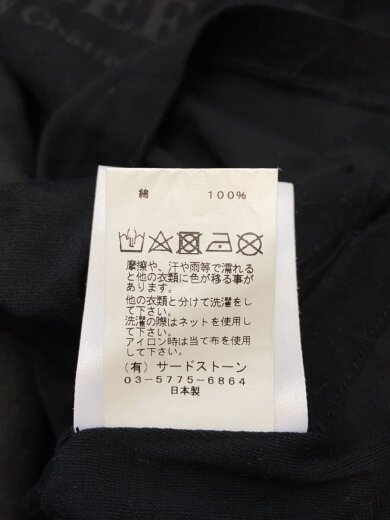 綿 100%
摩擦や、汗や雨等で濡れる
と他の衣類に色が移る事が
あります。
他の衣類と分けて洗濯をし
て下さい。
洗濯の際はネットを使用し
て下さい。
アイロン時は当て布を使用
して下さい。
(有) サードストーン
03-5775-6864
日本製